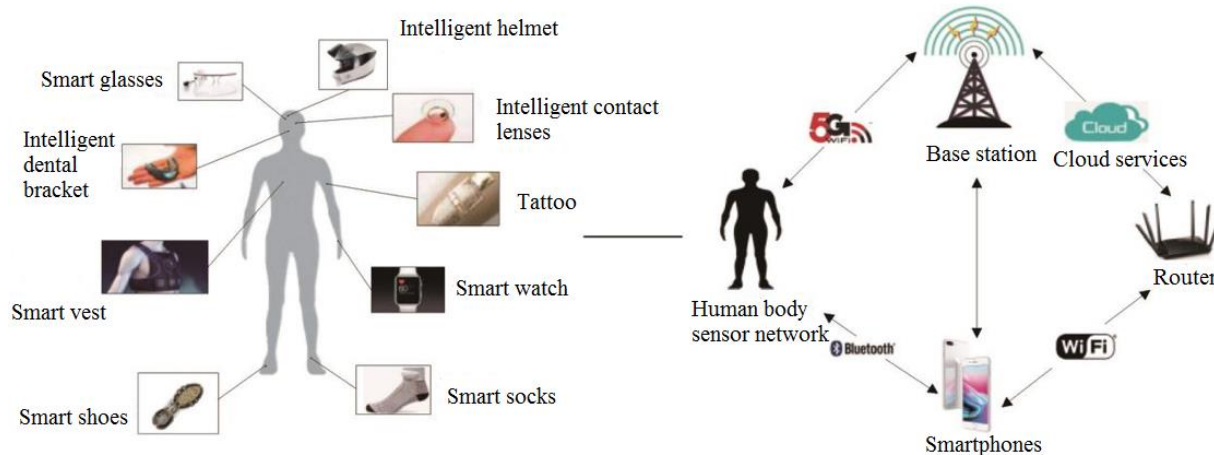 Intelligent helmet
Smart glasses
Intelligent contact
lenses
Intelligent
dental
bracket
Tattoo
Smart vest
Smart watch
Smart shoes
Smart socks
5G
WiFi
Base station
Cloud
Cloud services
Router
Human body
sensor network
Bluetooth
WiFi
Smartphones